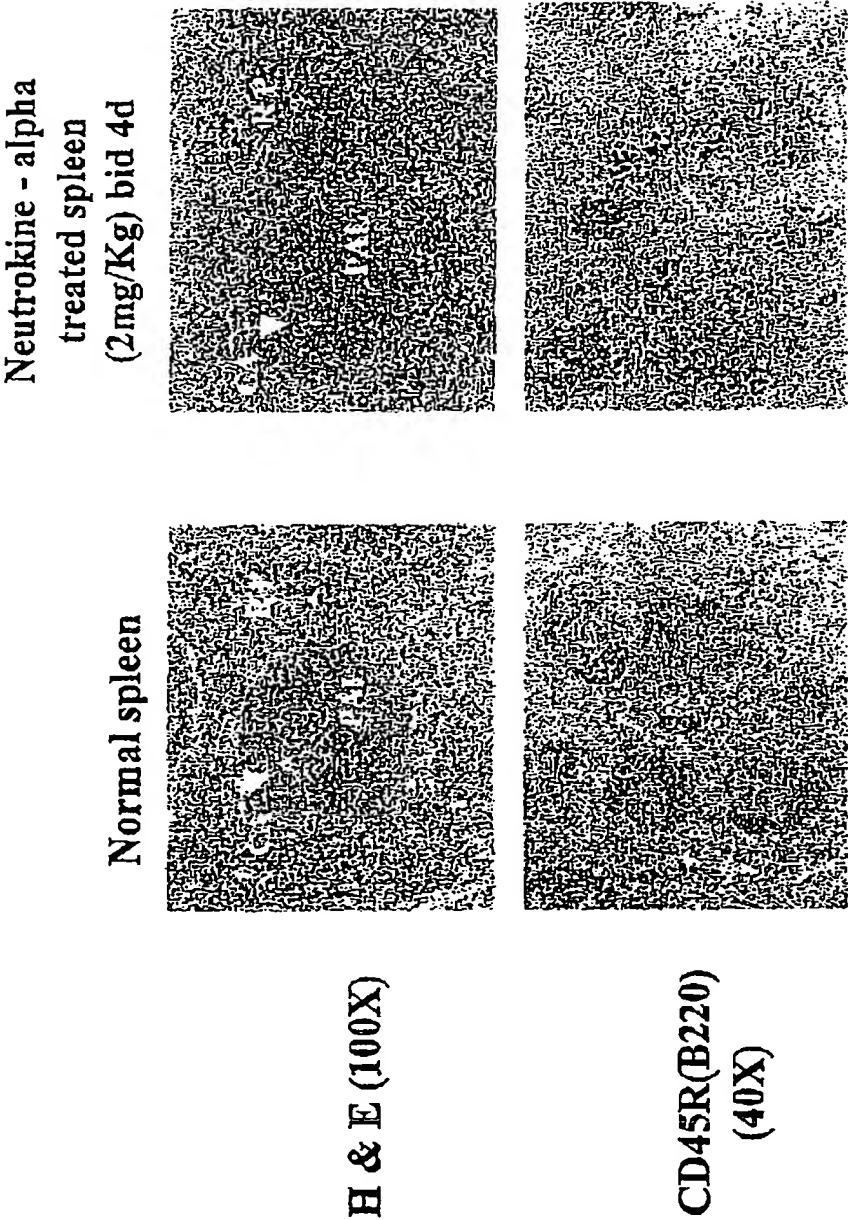 Normal spleen
Neutrokine - alpha
treated spleen
(2mg/Kg) bid 4d
H & E (100X)
CD45R(B220)
(40X)